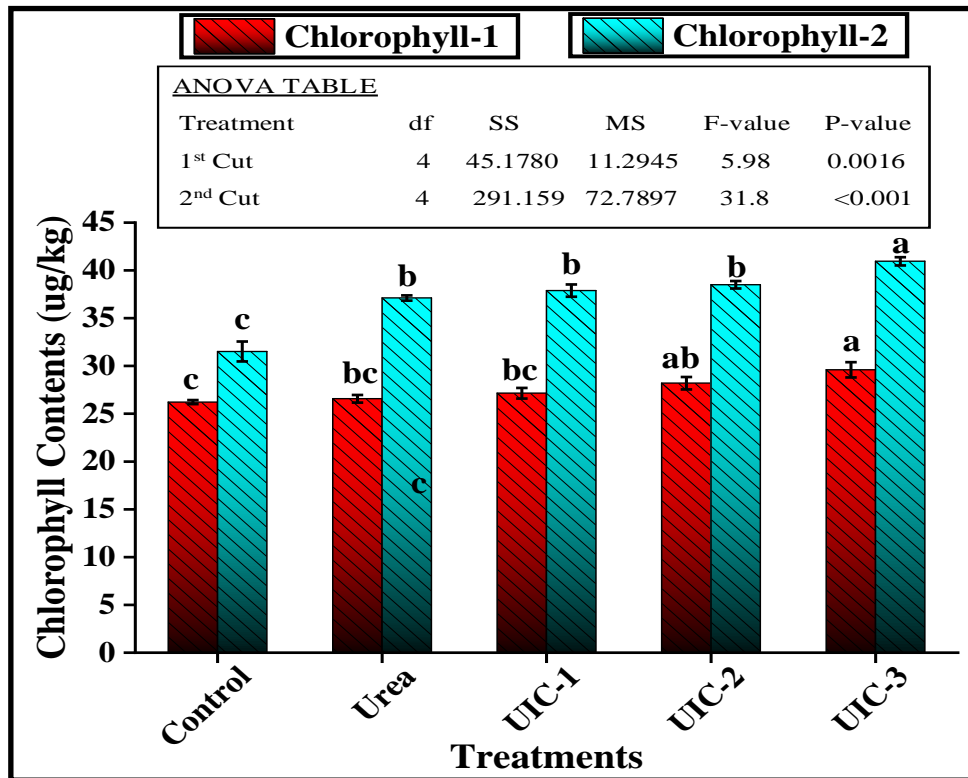 Chlorophyll-1 Chlorophyll-2
ANOVA TABLE
Treatment df SS MS F-value P-value
1st Cut 4 45.1780 11.2945 5.98 0.0016
2nd Cut 4 291.159 72.7897 31.8 <0.001
Chlorophyll Contents (ug/kg)
45
40
35
30
25
20
15
10
5
0
c c bc b bc b ab b a a
c
Control Urea UIC-1 UIC-2 UIC-3
Treatments